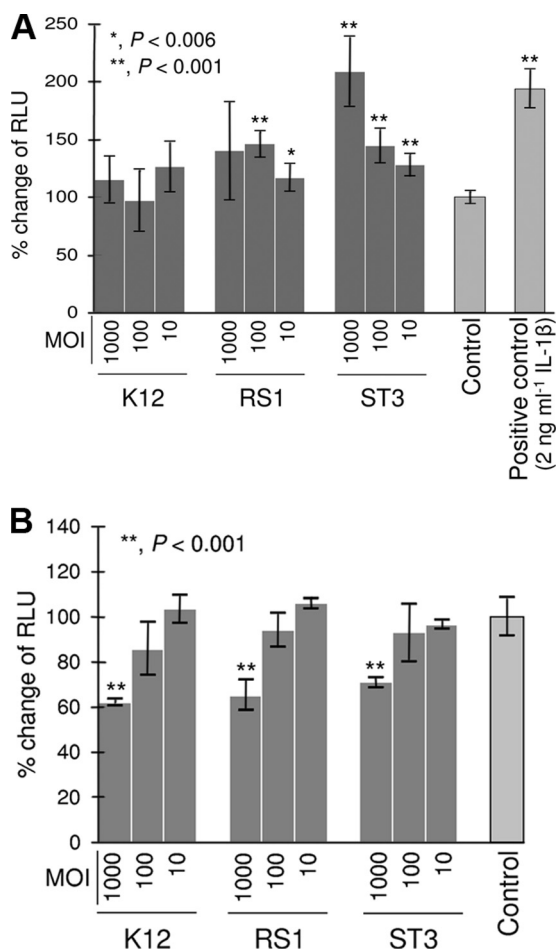 A
*, P < 0.006
**, P < 0.001
% change of RLU
250
200
150
100
50
0
**
**
*
**
**
**
**
MOI
1000
100
10
1000
100
10
1000
100
10
K12
RS1
ST3
Control
Positive control
(2 ng ml⁻¹ IL-1β)
B
**, P < 0.001
% change of RLU
140
120
100
80
60
40
20
0
**
**
**
MOI
1000
100
10
1000
100
10
1000
100
10
K12
RS1
ST3
Control